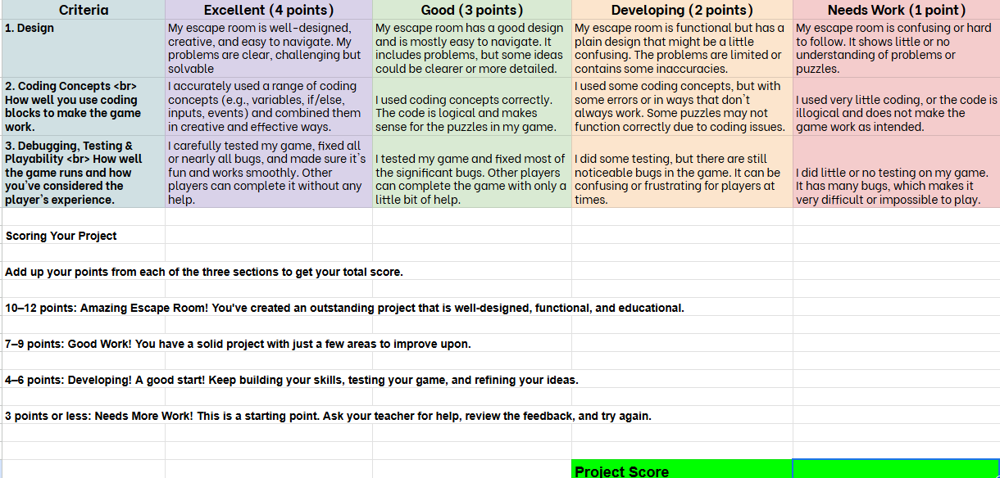 Criteria
Excellent (4 points)
Good (3 points)
Developing (2 points)
Needs Work (1 point)
1. Design
My escape room is well-designed,
creative, and easy to navigate. My
problems are clear, challenging but
solvable
My escape room has a good design
and is mostly easy to navigate. It
includes problems, but some ideas
could be clearer or more detailed.
My escape room is functional but has a
plain design that might be a little
confusing. The problems are limited or
contains some inaccuracies.
My escape room is confusing or hard
to follow. It shows little or no
understanding of problems or
puzzles.
2. Coding Concepts <br>
How well you use coding
blocks to make the game
work.
I accurately used a range of coding
concepts (e.g., variables, if/else,
inputs, events) and combined them
in creative and effective ways.
I used coding concepts correctly.
The code is logical and makes
sense for the puzzles in my game.
I used some coding concepts, but with
some errors or in ways that don't
always work. Some puzzles may not
function correctly due to coding issues.
I used very little coding, or the code is
illogical and does not make the
game work as intended.
3. Debugging, Testing &
Playability <br> How well
the game runs and how
you've considered the
player's experience.
I carefully tested my game, fixed all
or nearly all bugs, and made sure it's
fun and works smoothly. Other
players can complete it without any
help.
I tested my game and fixed most of
the significant bugs. Other players
can complete the game with only a
little bit of help.
I did some testing, but there are still
noticeable bugs in the game. It can be
confusing or frustrating for players at
times.
I did little or no testing on my game.
It has many bugs, which makes it
very difficult or impossible to play.
Scoring Your Project
Add up your points from each of the three sections to get your total score.
10–12 points: Amazing Escape Room! You've created an outstanding project that is well-designed, functional, and educational.
7–9 points: Good Work! You have a solid project with just a few areas to improve upon.
4–6 points: Developing! A good start! Keep building your skills, testing your game, and refining your ideas.
3 points or less: Needs More Work! This is a starting point. Ask your teacher for help, review the feedback, and try again.
Project Score